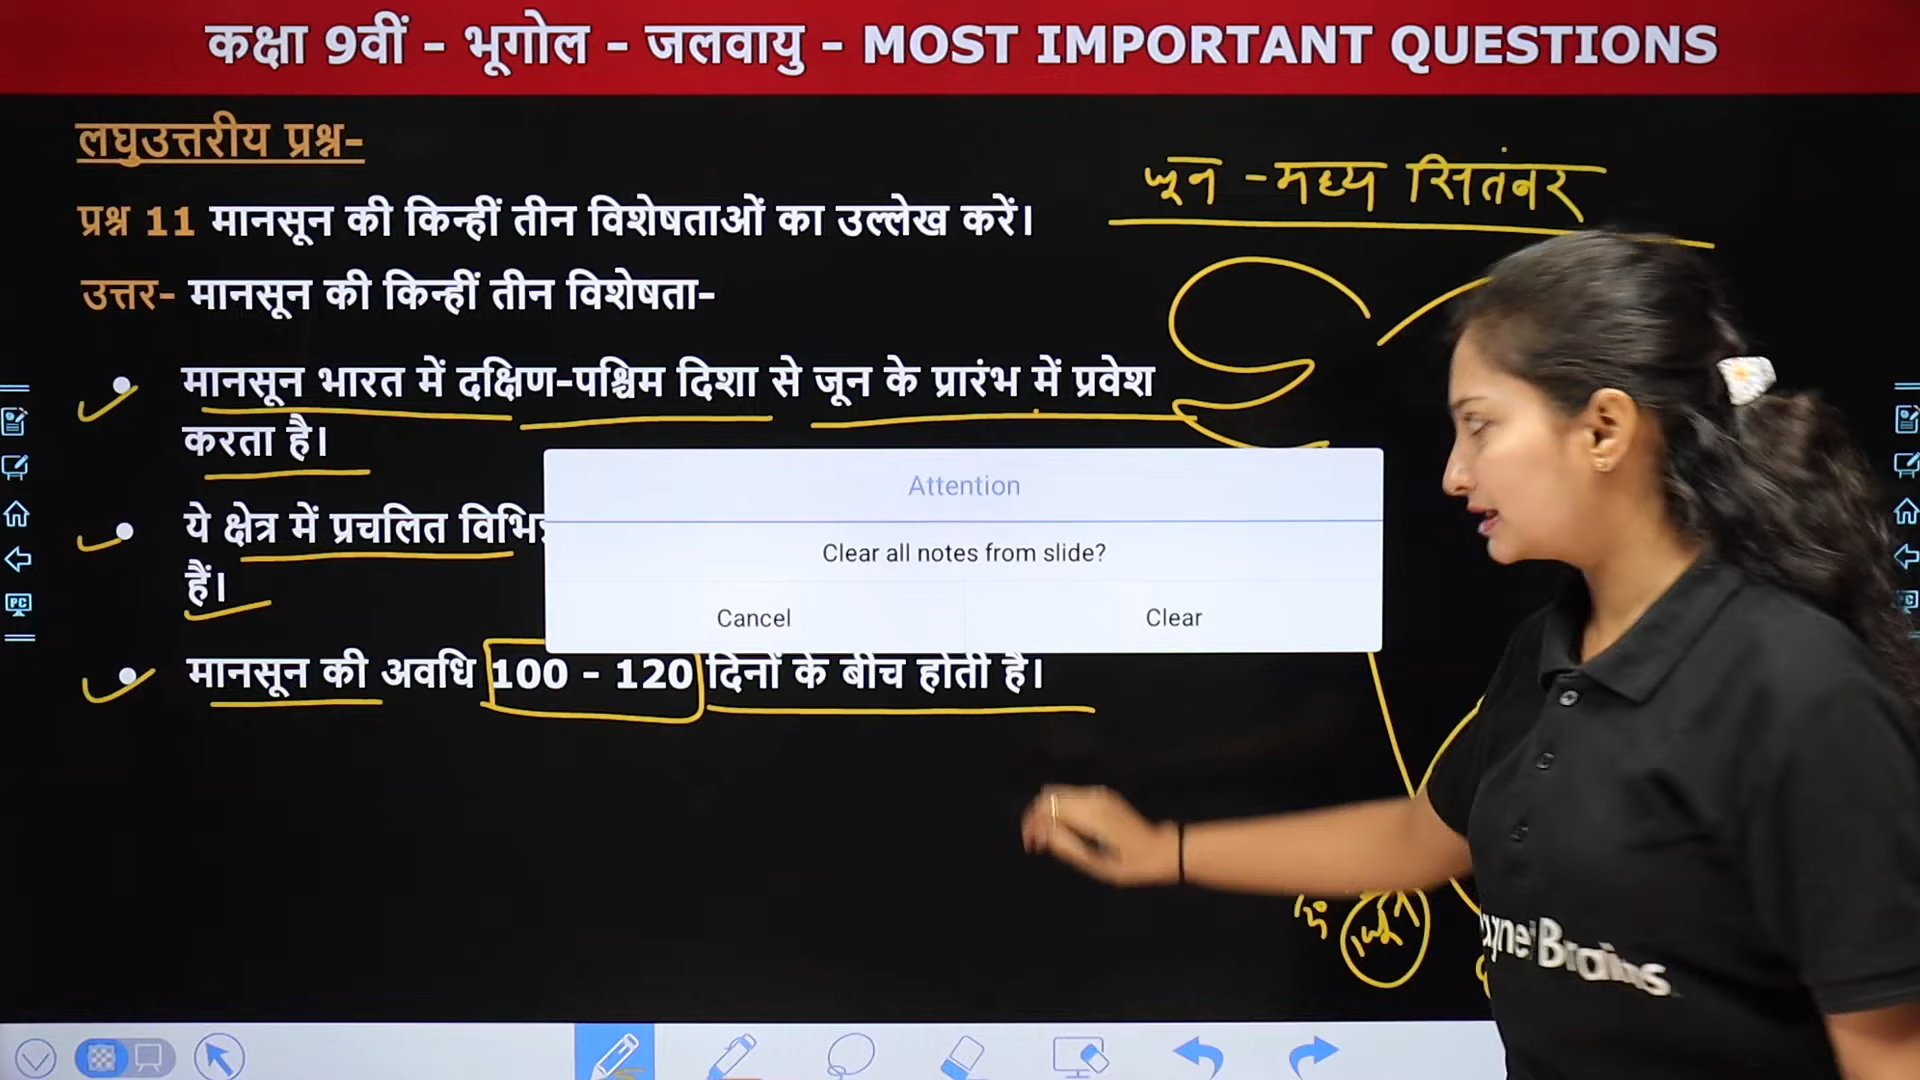 कक्षा 9वीं - भूगोल - जलवायु - MOST IMPORTANT QUESTIONS
लघुउत्तरीय प्रश्न-
जून - मध्य सितंबर
प्रश्न 11 मानसून की किन्हीं तीन विशेषताओं का उल्लेख करें।
उत्तर- मानसून की किन्हीं तीन विशेषता-
मानसून भारत में दक्षिण-पश्चिम दिशा से जून के प्रारंभ में प्रवेश
करता है।
ये क्षेत्र में प्रचलित
हैं।
मानसून की अवधि 100 - 120 दिनों के बीच होती है।
Attention
Clear all notes from slide?
Cancel
Clear
PC
Brains